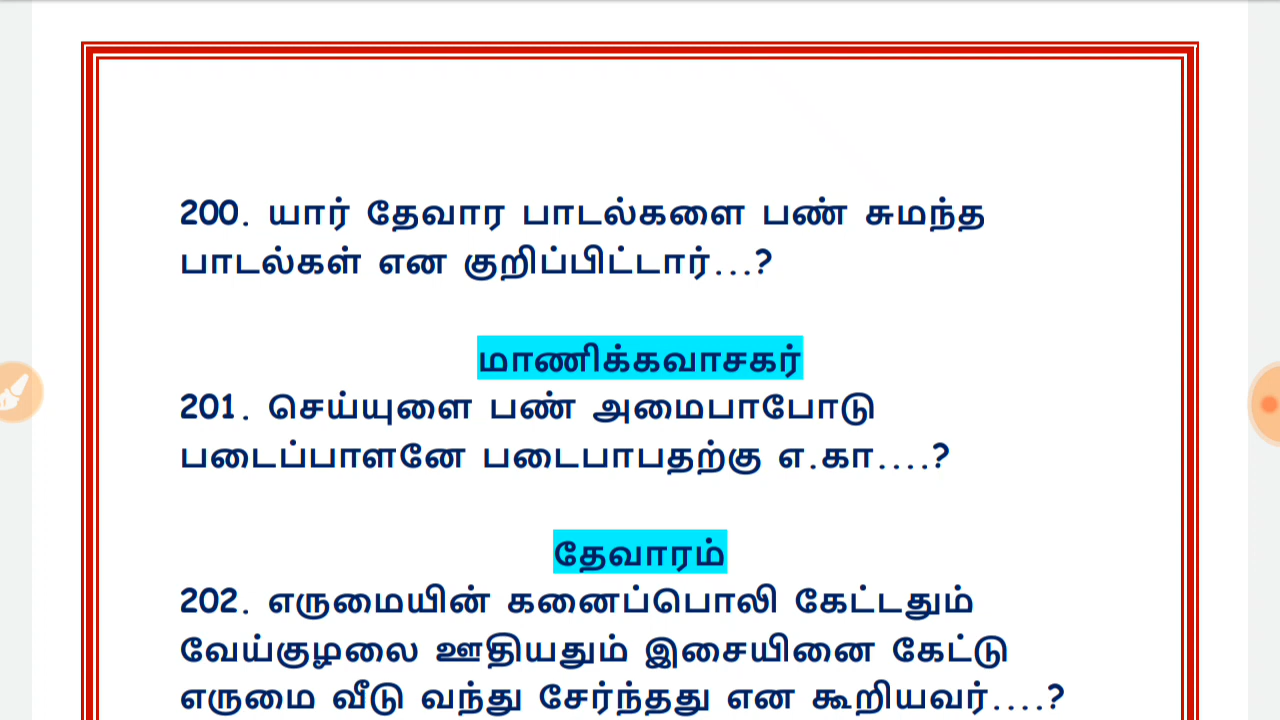 200. யார் தேவார பாடல்களை பண் சுமந்த
பாடல்கள் என குறிப்பிட்டார்...?
மாணிக்கவாசகர்
201. செய்யுளை பண் அமைபாபோடு
படைப்பாளனே படைபாபதற்கு எ.கா....?
தேவாரம்
202. எருமையின் கனைப்பொலி கேட்டதும்
வேய்குழலை ஊதியதும் இசையினை கேட்டு
எருமை வீடு வந்து சேர்ந்தது என கூறியவர்....?